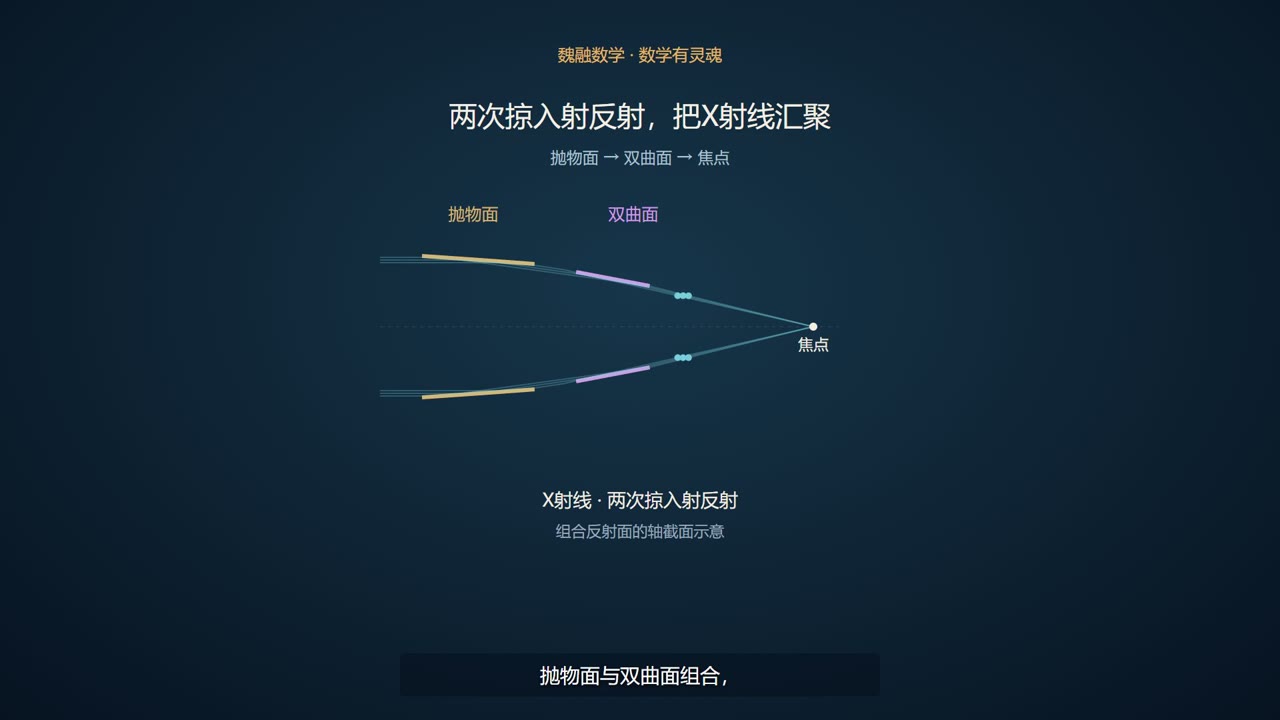 魏融数学 · 数学有灵魂
两次掠入射反射，把X射线汇聚
抛物面 → 双曲面 → 焦点
抛物面
双曲面
焦点
X射线 · 两次掠入射反射
组合反射面的轴截面示意
抛物面与双曲面组合，